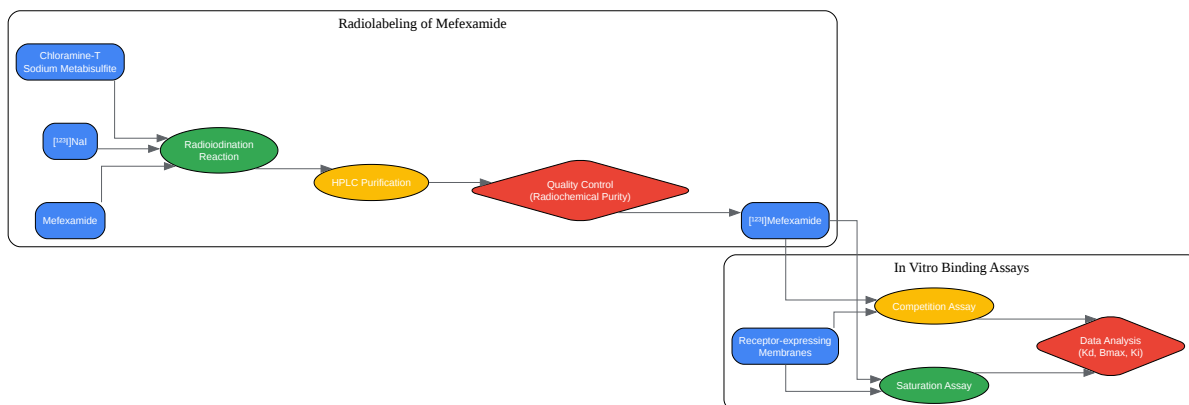 Radiolabeling of Mefexamide
Chloramine-T
Sodium Metabisulfite
[¹²³I]NaI
Mefexamide
Radioiodination
Reaction
HPLC Purification
Quality Control
(Radiochemical Purity)
[¹²³I]Mefexamide
In Vitro Binding Assays
Receptor-expressing
Membranes
Competition Assay
Saturation Assay
Data Analysis
(Kd, Bmax, Ki)